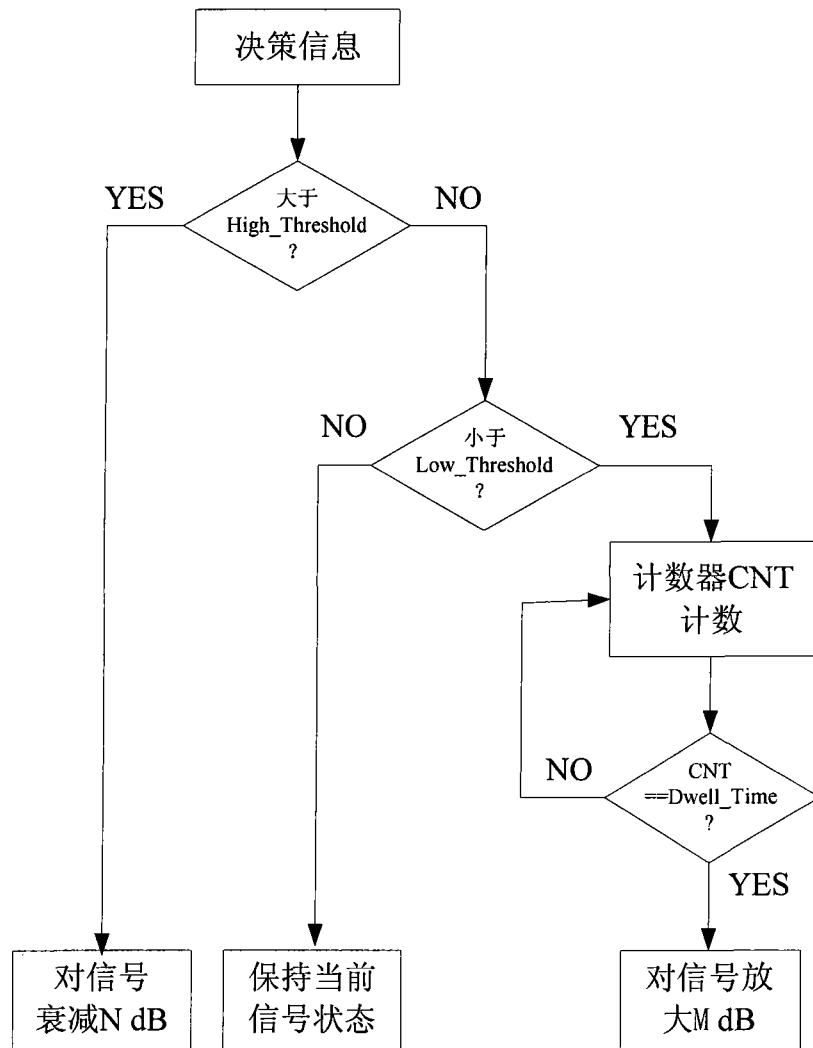 决策信息
YES
大于
High_Threshold
?
NO
NO
小于
Low_Threshold
?
YES
计数器CNT
计数
NO
CNT
==Dwell_Time
?
YES
对信号
衰减N dB
保持当前
信号状态
对信号放
大M dB